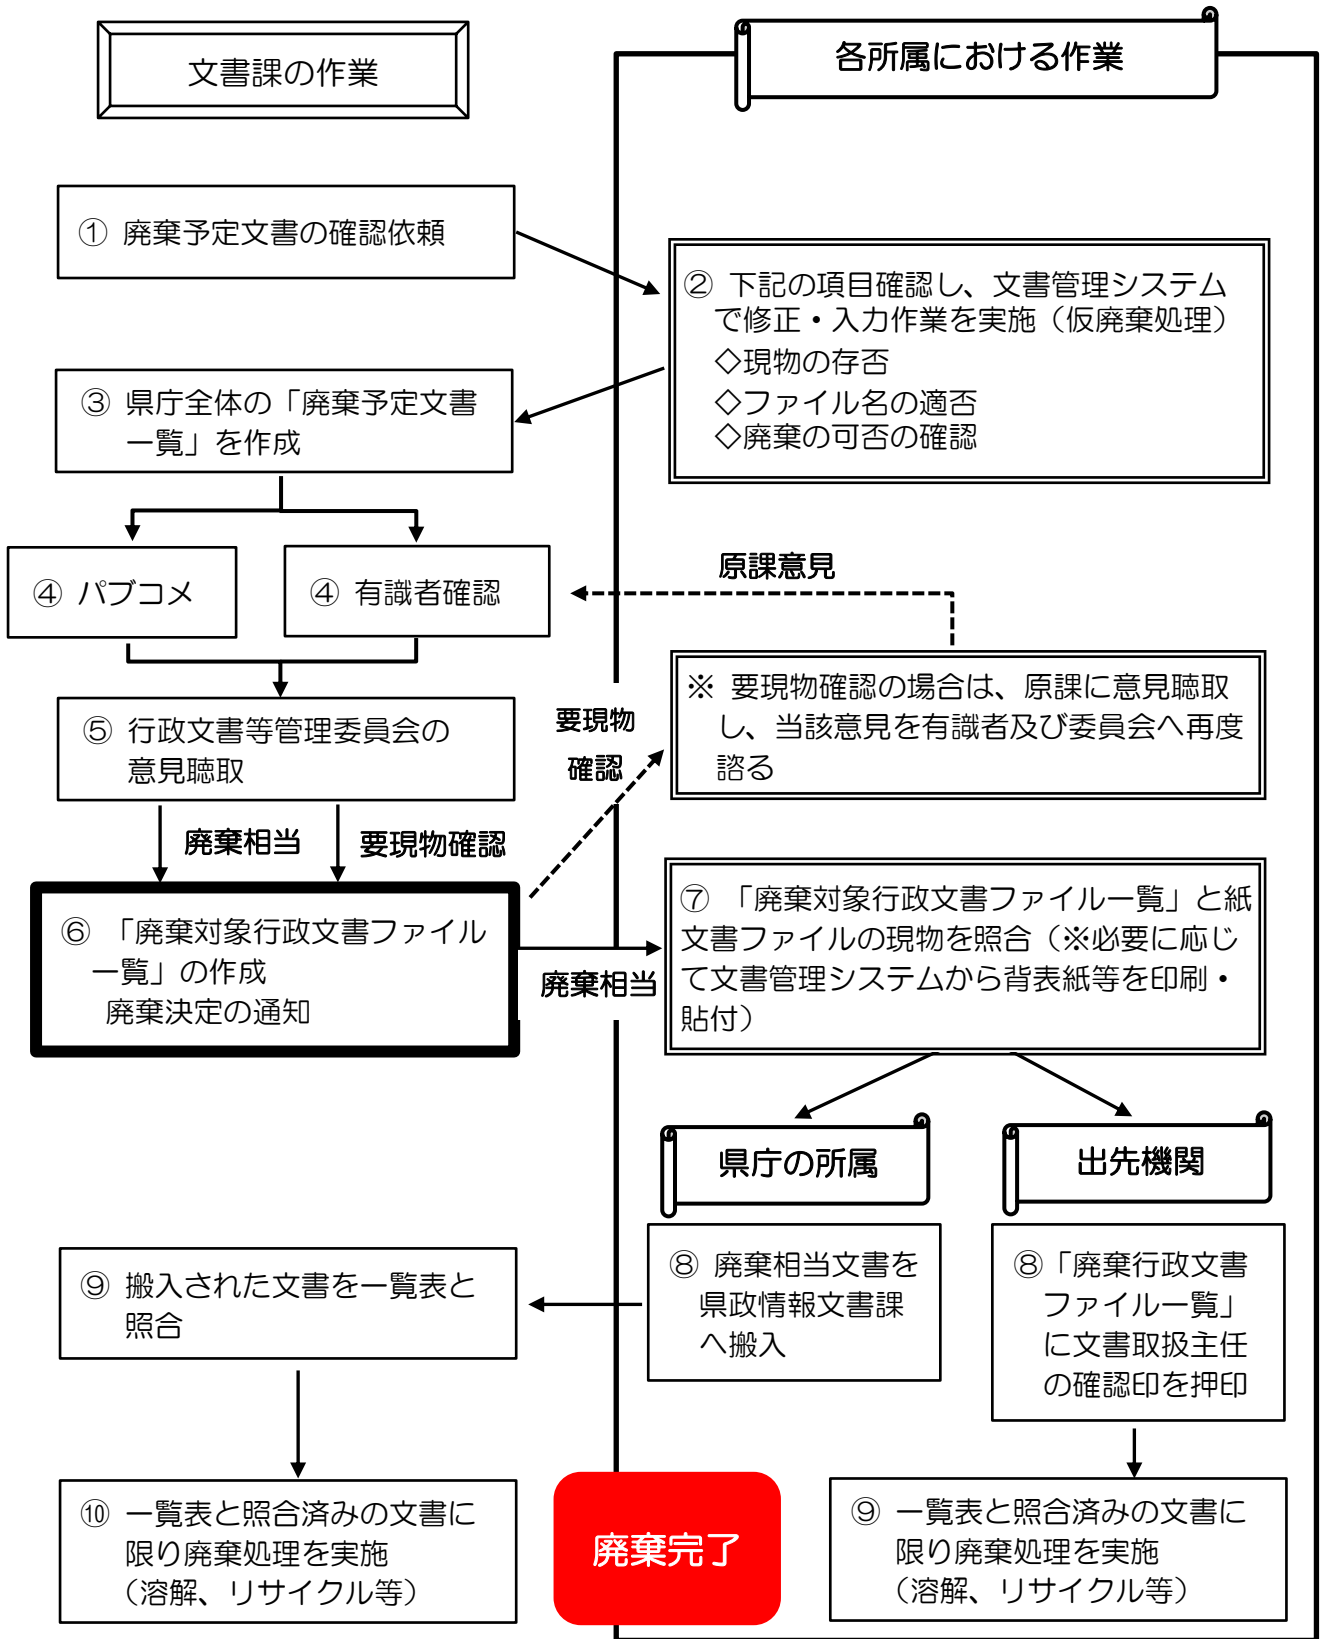 文書課の作業
各所属における作業
① 廃棄予定文書の確認依頼
② 下記の項目確認し、文書管理システム
で修正・入力作業を実施（仮廃棄処理）
◇現物の存否
◇ファイル名の適否
◇廃棄の可否の確認
③ 県庁全体の「廃棄予定文書
一覧」を作成
④ パブコメ
④ 有識者確認
原課意見
⑤ 行政文書等管理委員会の
意見聴取
要現物
確認
※ 要現物確認の場合は、原課に意見聴取
し、当該意見を有識者及び委員会へ再度
諮る
廃棄相当
要現物確認
⑥ 「廃棄対象行政文書ファイル
一覧」の作成
廃棄決定の通知
廃棄相当
⑦ 「廃棄対象行政文書ファイル一覧」と紙
文書ファイルの現物を照合（※必要に応じ
て文書管理システムから背表紙等を印刷・
貼付）
県庁の所属
出先機関
⑧ 廃棄相当文書を
県政情報文書課
へ搬入
⑧「廃棄行政文書
ファイル一覧」
に文書取扱主任
の確認印を押印
⑨ 搬入された文書を一覧表と
照合
⑩ 一覧表と照合済みの文書に
限り廃棄処理を実施
（溶解、リサイクル等）
廃棄完了
⑨ 一覧表と照合済みの文書に
限り廃棄処理を実施
（溶解、リサイクル等）